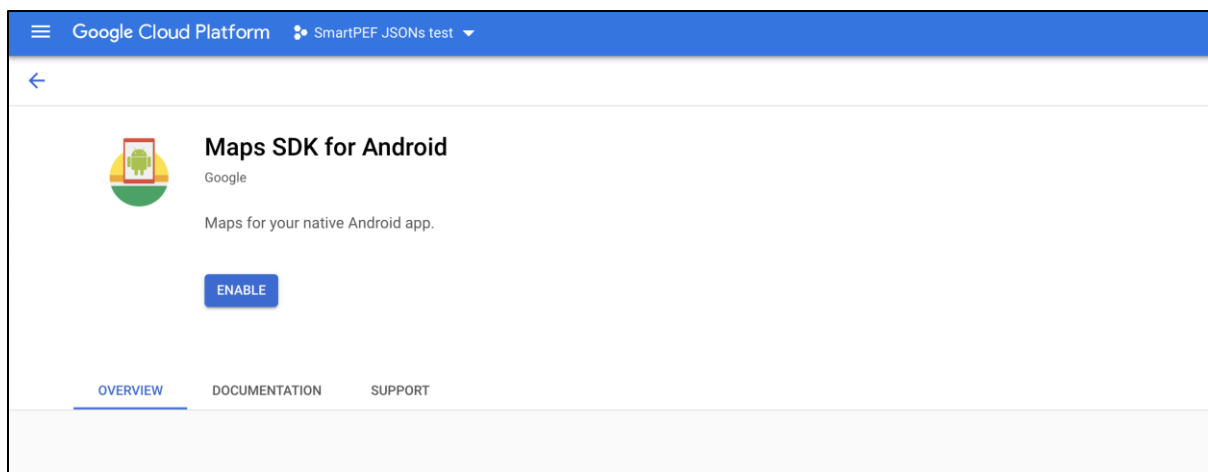 Google Cloud Platform SmartPEF JSONs test
Maps SDK for Android
Google
Maps for your native Android app.
ENABLE
OVERVIEW DOCUMENTATION SUPPORT